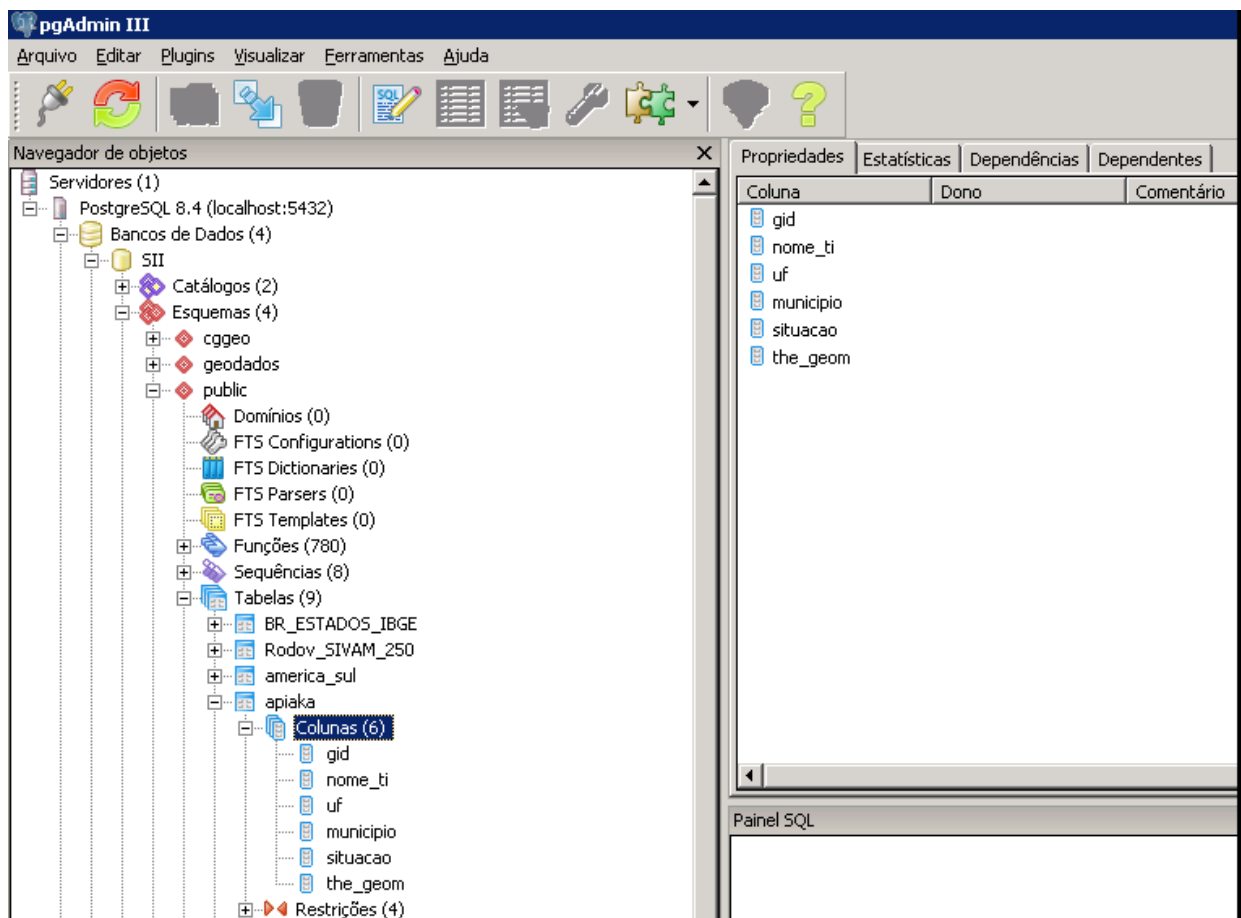 pgAdmin III
Arquivo Editar Plugins Visualizar Ferramentas Ajuda
SQL
Navegador de objetos X
Servidores (1)
PostgreSQL 8.4 (localhost:5432)
Bancos de Dados (4)
SII
Catálogos (2)
Esquemas (4)
cggeo
geodados
public
Domínios (0)
FTS Configurations (0)
FTS Dictionaries (0)
FTS Parsers (0)
FTS Templates (0)
Funções (780)
Sequências (8)
Tabelas (9)
BR_ESTADOS_IBGE
Rodov_SIVAM_250
america_sul
apiaka
Colunas (6)
gid
nome_ti
uf
municipio
situacao
the_geom
Restrições (4)
Propriedades Estatísticas Dependências Dependentes
Coluna Dono Comentário
gid
nome_ti
uf
municipio
situacao
the_geom
Painel SQL